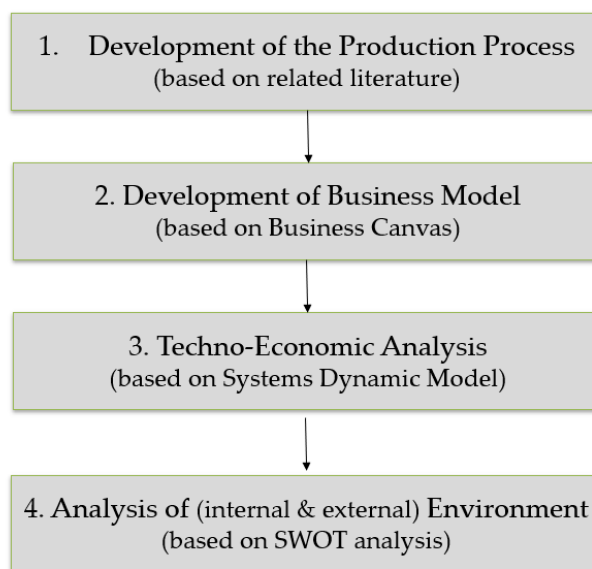 1. Development of the Production Process
(based on related literature)
2. Development of Business Model
(based on Business Canvas)
3. Techno-Economic Analysis
(based on Systems Dynamic Model)
4. Analysis of (internal & external) Environment
(based on SWOT analysis)